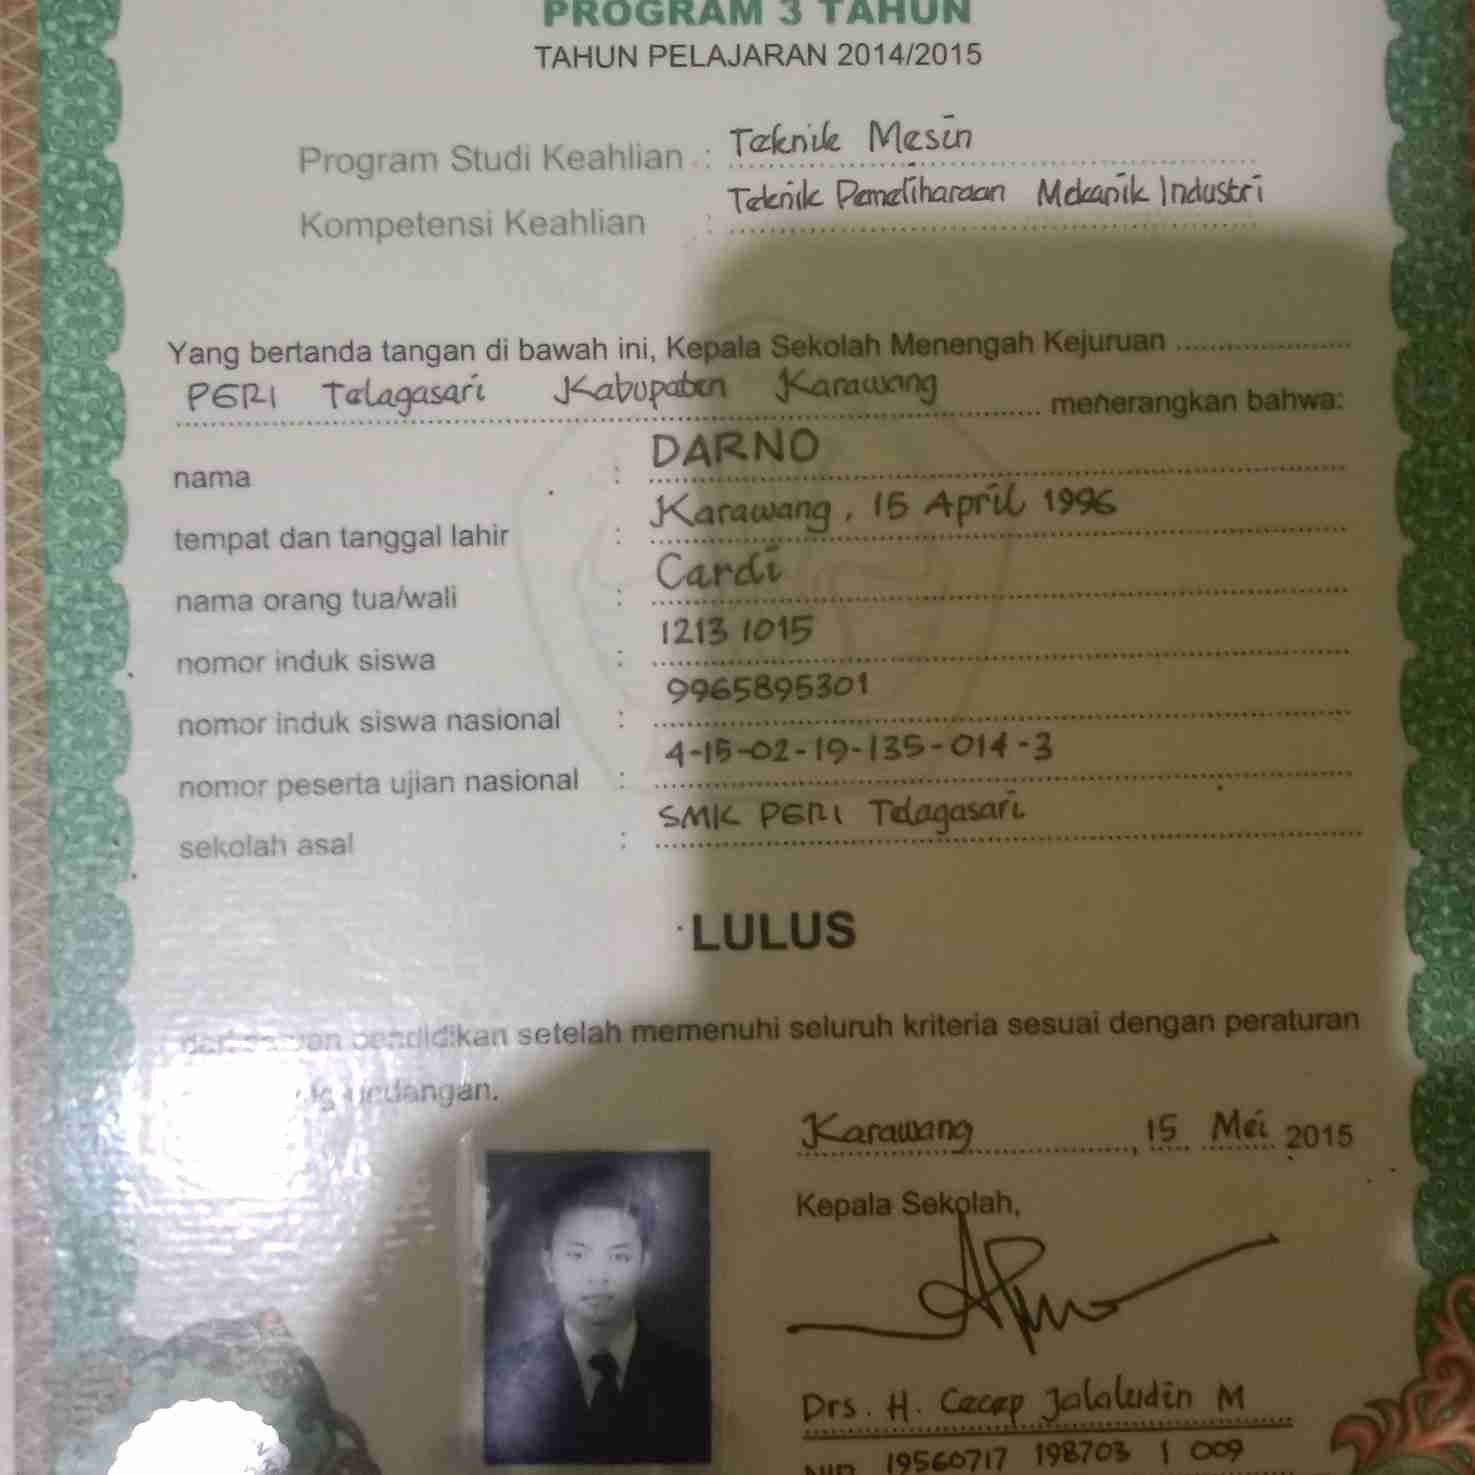 PROGRAM 3 TAHUN
TAHUN PELAJARAN 2014/2015
Program Studi Keahlian : Teknik Mesin
Kompetensi Keahlian : Teknik Pemeliharaan Mekanik Industri
Yang bertanda tangan di bawah ini, Kepala Sekolah Menengah Kejuruan
PGRI Telagasari Kabupaten Karawang menerangkan bahwa:
nama : DARNO
tempat dan tanggal lahir : Karawang, 15 April 1996
nama orang tua/wali : Cardi
nomor induk siswa : 1213 1015
nomor induk siswa nasional : 9965895301
nomor peserta ujian nasional : 4-15-02-19-135-014-3
sekolah asal : SMK PGRI Telagasari
LULUS
dari satuan pendidikan setelah memenuhi seluruh kriteria sesuai dengan peraturan
undangan.
Karawang, 15 Mei 2015
Kepala Sekolah,
Drs. H. Cecep Jalaludin M
NIP 19560717 198703 1 009